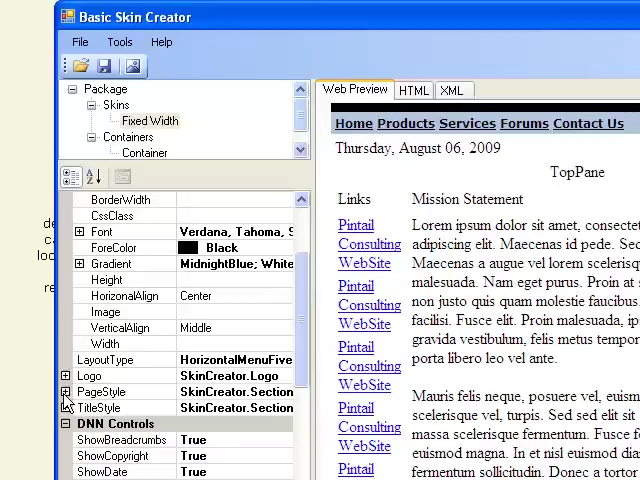 Basic Skin Creator
File Tools Help
Package
Skins
Fixed Width
Containers
Container
BorderWidth
CssClass
Font Verdana, Tahoma, S
ForeColor Black
Gradient MidnightBlue; White
Height
HorizonalAlign Center
Image
VerticalAlign Middle
Width
LayoutType HorizontalMenuFive
Logo SkinCreator.Logo
PageStyle SkinCreator.Section
TitleStyle SkinCreator.Section
DNN Controls
ShowBreadcrumbs True
ShowCopyright True
ShowDate True
Web Preview HTML XML
Home Products Services Forums Contact Us
Thursday, August 06, 2009
TopPane
Links
Pintail
Consulting
WebSite
Pintail
Consulting
WebSite
Pintail
Consulting
WebSite
Pintail
Consulting
WebSite
Pintail
Mission Statement
Lorem ipsum dolor sit amet, consectet
adipiscing elit. Maecenas id pede. Sed
Maecenas a augue vel lorem scelerisq
malesuada. Nam eget purus. Proin at s
non justo quis quam molestie faucibus.
facilisi. Fusce elit. Proin malesuada, ip
gravida vestibulum, felis metus tempor
porta libero leo vel ante.
Mauris felis neque, posuere vel, euism
scelerisque vel, turpis. Sed sed elit sit
massa scelerisque fermentum. Fusce fe
euismod diam. In et nisl euismod dia
fermentum sollicitudin. Donec a tortor